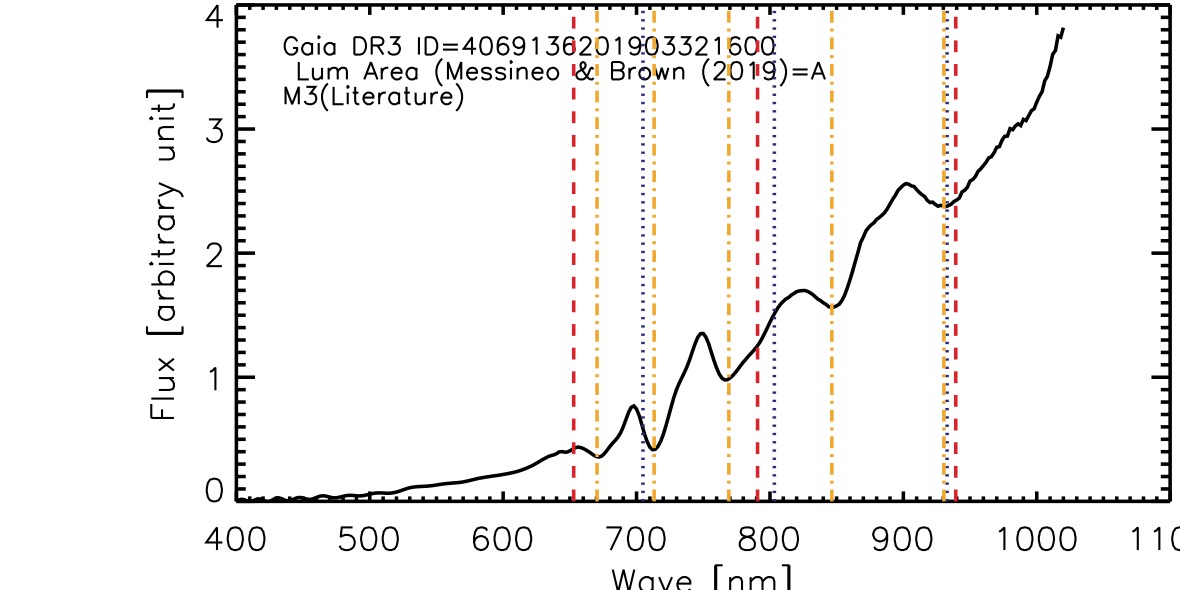 4
Gaia DR3 ID=4069136201903321600
Lum Area (Messineo & Brown (2019)=A
M3(Literature)
3
2
1
0
Flux [arbitrary unit]
400 500 600 700 800 900 1000 110
Wave [nm]